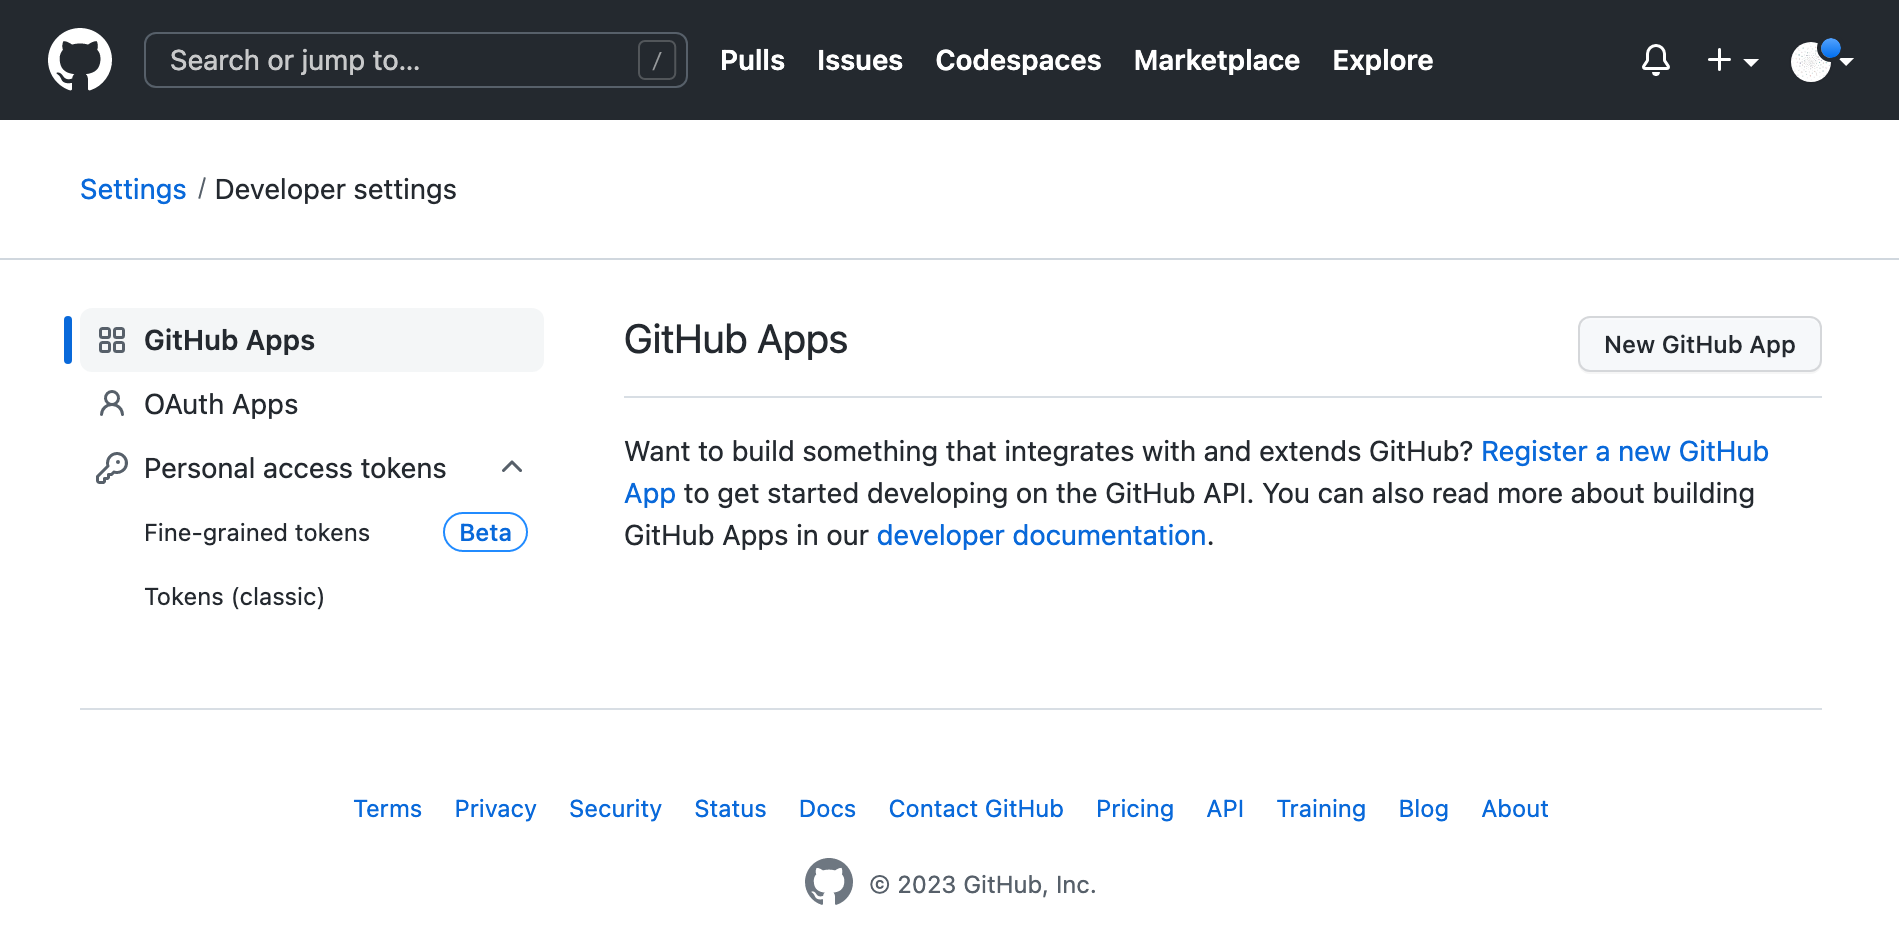 Search or jump to... /
Pulls Issues Codespaces Marketplace Explore
Settings / Developer settings
GitHub Apps
OAuth Apps
Personal access tokens
Fine-grained tokens Beta
Tokens (classic)
GitHub Apps
New GitHub App
Want to build something that integrates with and extends GitHub? Register a new GitHub
App to get started developing on the GitHub API. You can also read more about building
GitHub Apps in our developer documentation.
Terms Privacy Security Status Docs Contact GitHub Pricing API Training Blog About
© 2023 GitHub, Inc.